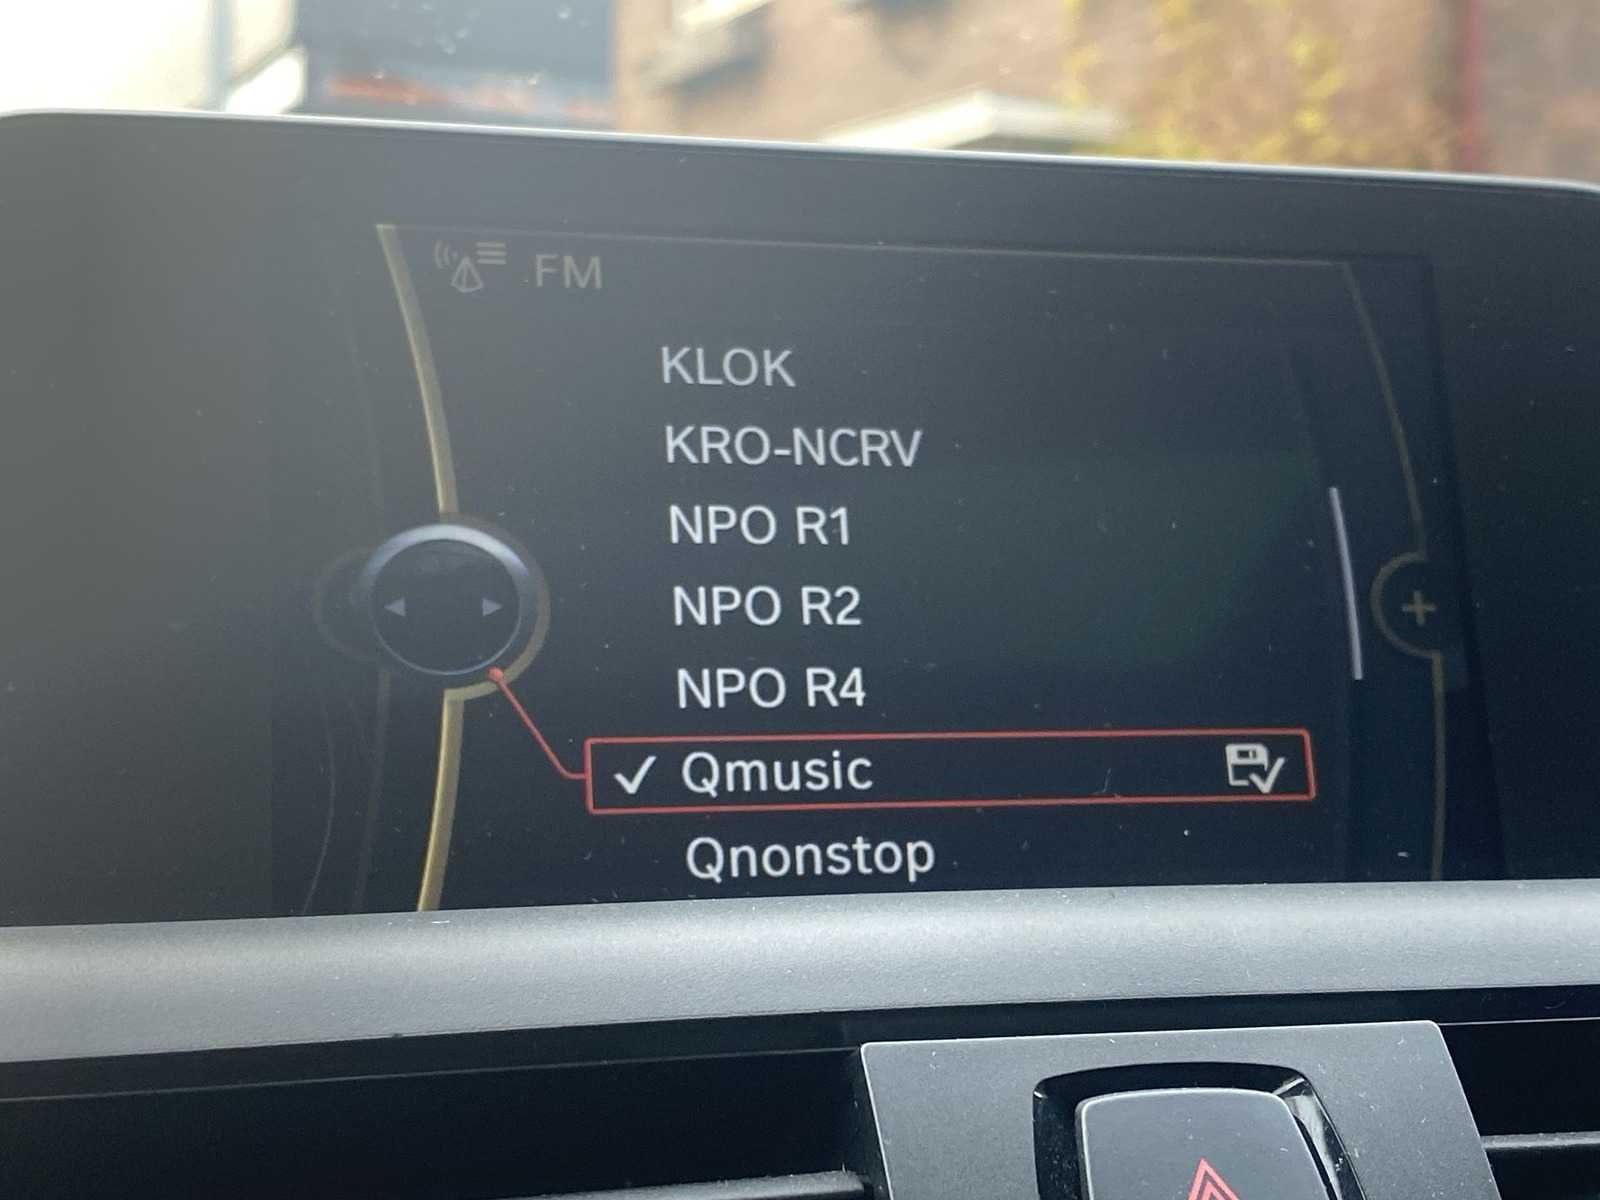 FM
KLOK
KRO-NCRV
NPO R1
NPO R2
NPO R4
Qmusic
Qnonstop